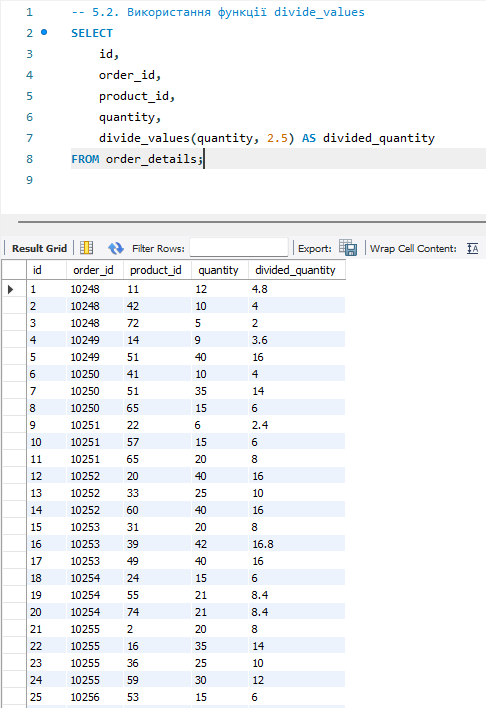 1 -- 5.2. Використання функції divide_values
2 SELECT
3 id,
4 order_id,
5 product_id,
6 quantity,
7 divide_values(quantity, 2.5) AS divided_quantity
8 FROM order_details;
9
Result Grid Filter Rows: Export: Wrap Cell Content:
id order_id product_id quantity divided_quantity
1 10248 11 12 4.8
2 10248 42 10 4
3 10248 72 5 2
4 10249 14 9 3.6
5 10249 51 40 16
6 10250 41 10 4
7 10250 51 35 14
8 10250 65 15 6
9 10251 22 6 2.4
10 10251 57 15 6
11 10251 65 20 8
12 10252 20 40 16
13 10252 33 25 10
14 10252 60 40 16
15 10253 31 20 8
16 10253 39 42 16.8
17 10253 49 40 16
18 10254 24 15 6
19 10254 55 21 8.4
20 10254 74 21 8.4
21 10255 2 20 8
22 10255 16 35 14
23 10255 36 25 10
24 10255 59 30 12
25 10256 53 15 6